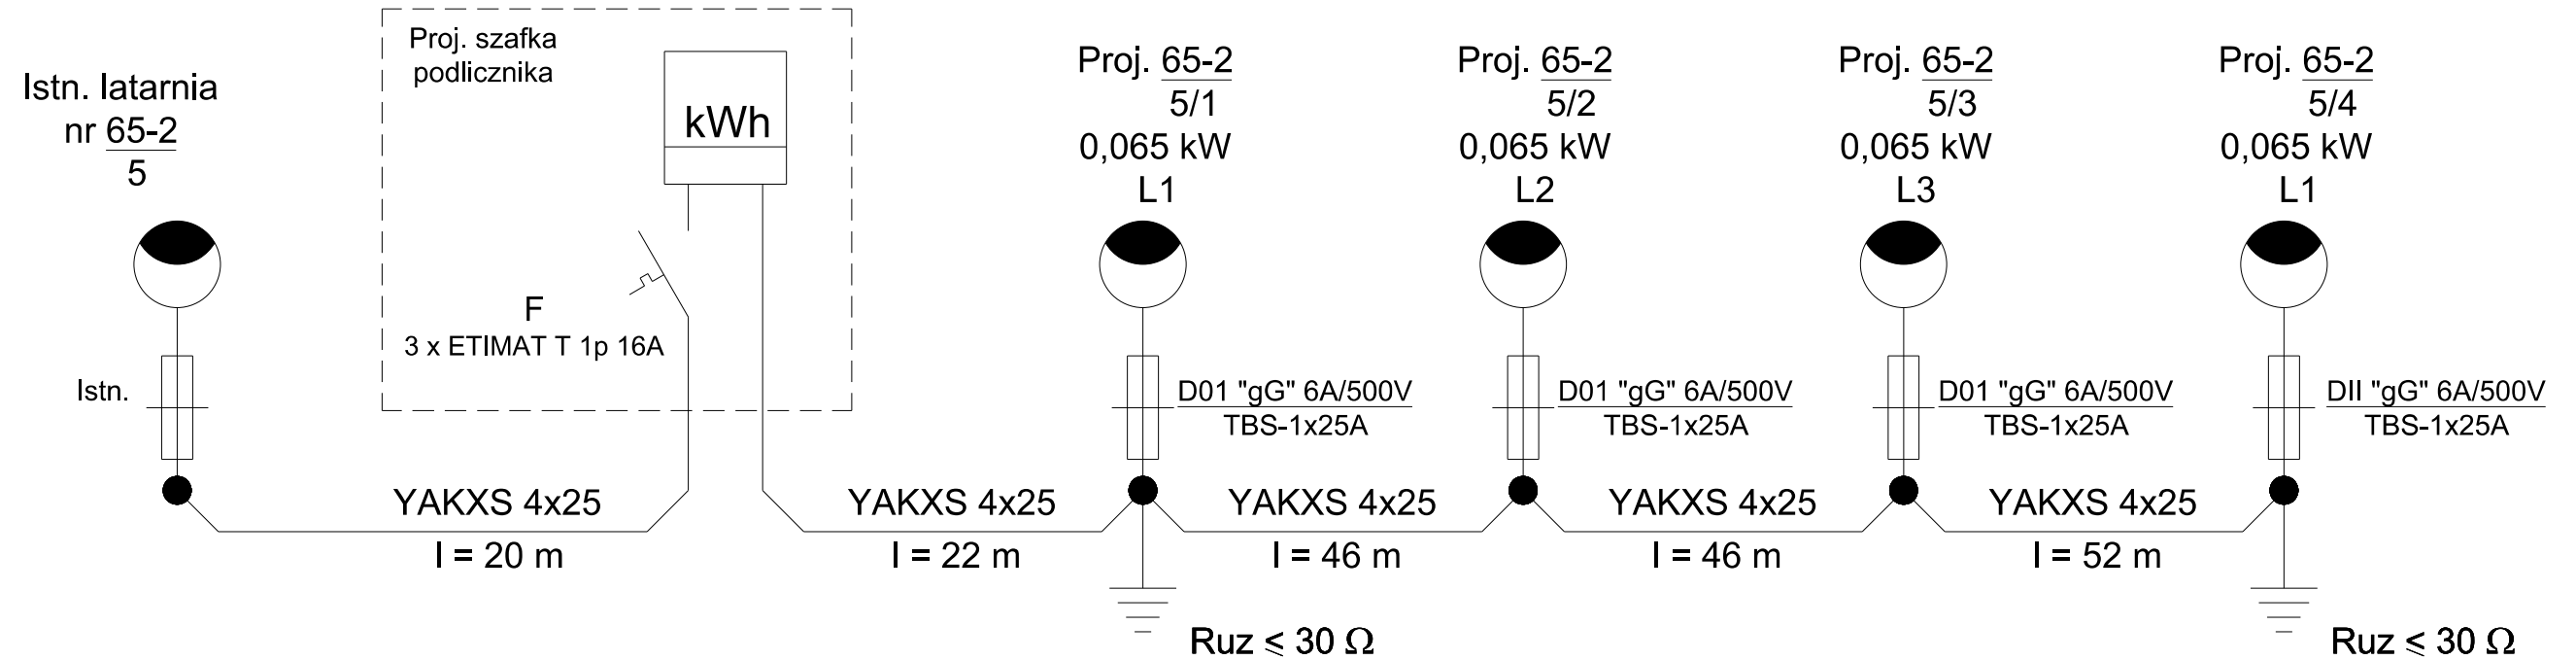 Istn. latarnia
nr 65-2
5
Istn.
Proj. szafka
podlicznika
kWh
F
3 x ETIMAT T 1p 16A
YAKXS 4x25
l = 20 m
YAKXS 4x25
l = 22 m
Proj. 65-2
5/1
0,065 kW
L1
D01 "gG" 6A/500V
TBS-1x25A
Ruz ≤ 30 Ω
YAKXS 4x25
l = 46 m
Proj. 65-2
5/2
0,065 kW
L2
D01 "gG" 6A/500V
TBS-1x25A
YAKXS 4x25
l = 46 m
Proj. 65-2
5/3
0,065 kW
L3
D01 "gG" 6A/500V
TBS-1x25A
YAKXS 4x25
l = 52 m
Proj. 65-2
5/4
0,065 kW
L1
DII "gG" 6A/500V
TBS-1x25A
Ruz ≤ 30 Ω